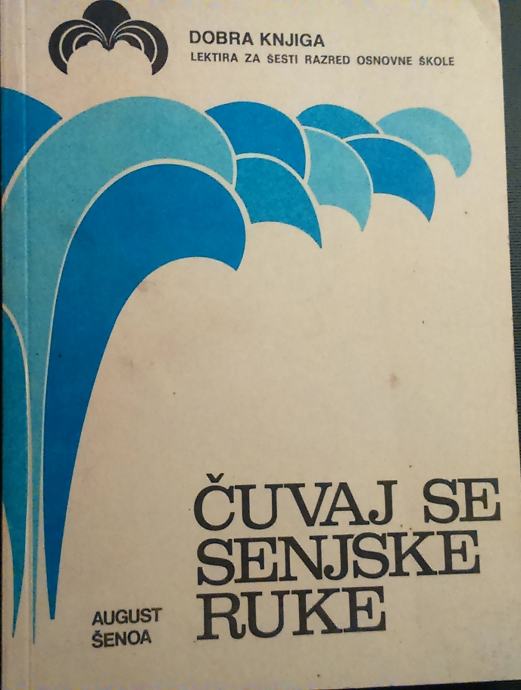 DOBRA KNJIGA
LEKTIRA ZA ŠESTI RAZRED OSNOVNE ŠKOLE
ČUVAJ SE
SENJSKE
RUKE
AUGUST
ŠENOA